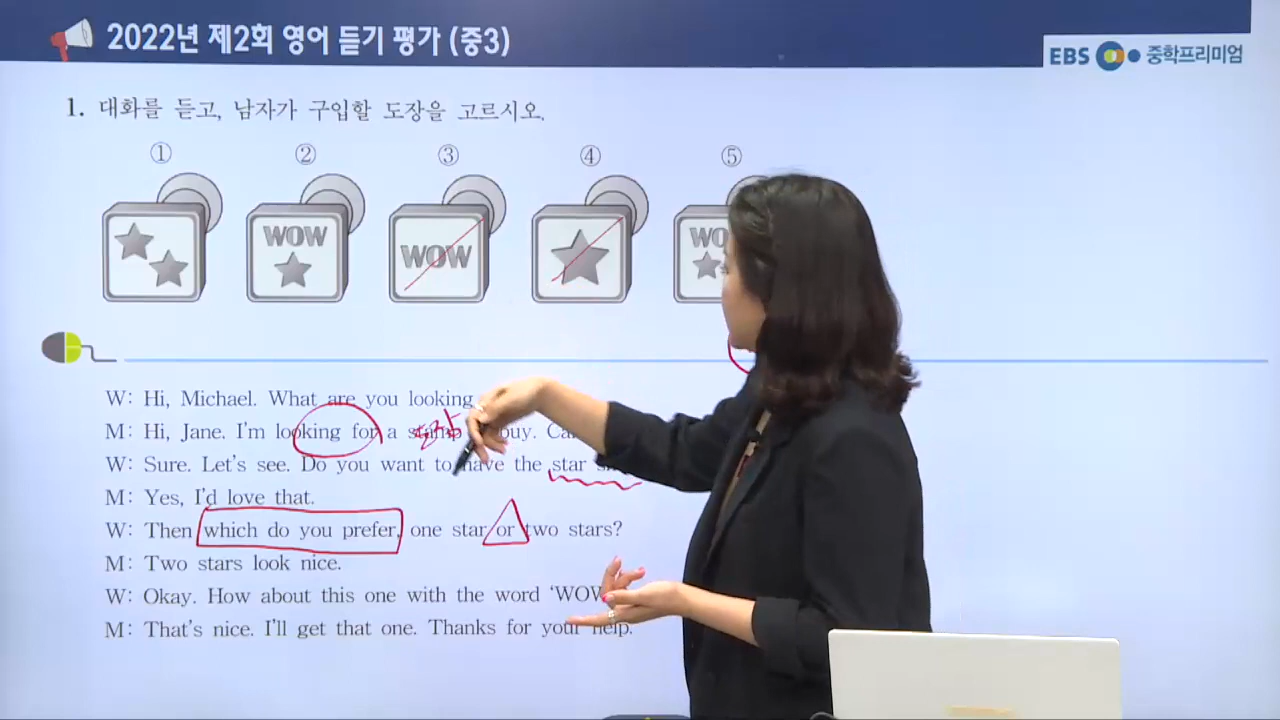 2022년 제2회 영어 듣기 평가 (중3)
EBS 중학프리미엄
1. 대화를 듣고, 남자가 구입할 도장을 고르시오.
① ② ③ ④ ⑤
WOW WOW WO
W: Hi, Michael. What are you looking
M: Hi, Jane. I'm looking for a buy.
W: Sure. Let's see. Do you want to have the star
M: Yes, I'd love that.
W: Then which do you prefer, one star or two stars?
M: Two stars look nice.
W: Okay. How about this one with the word 'WOW
M: That's nice. I'll get that one. Thanks for your help.